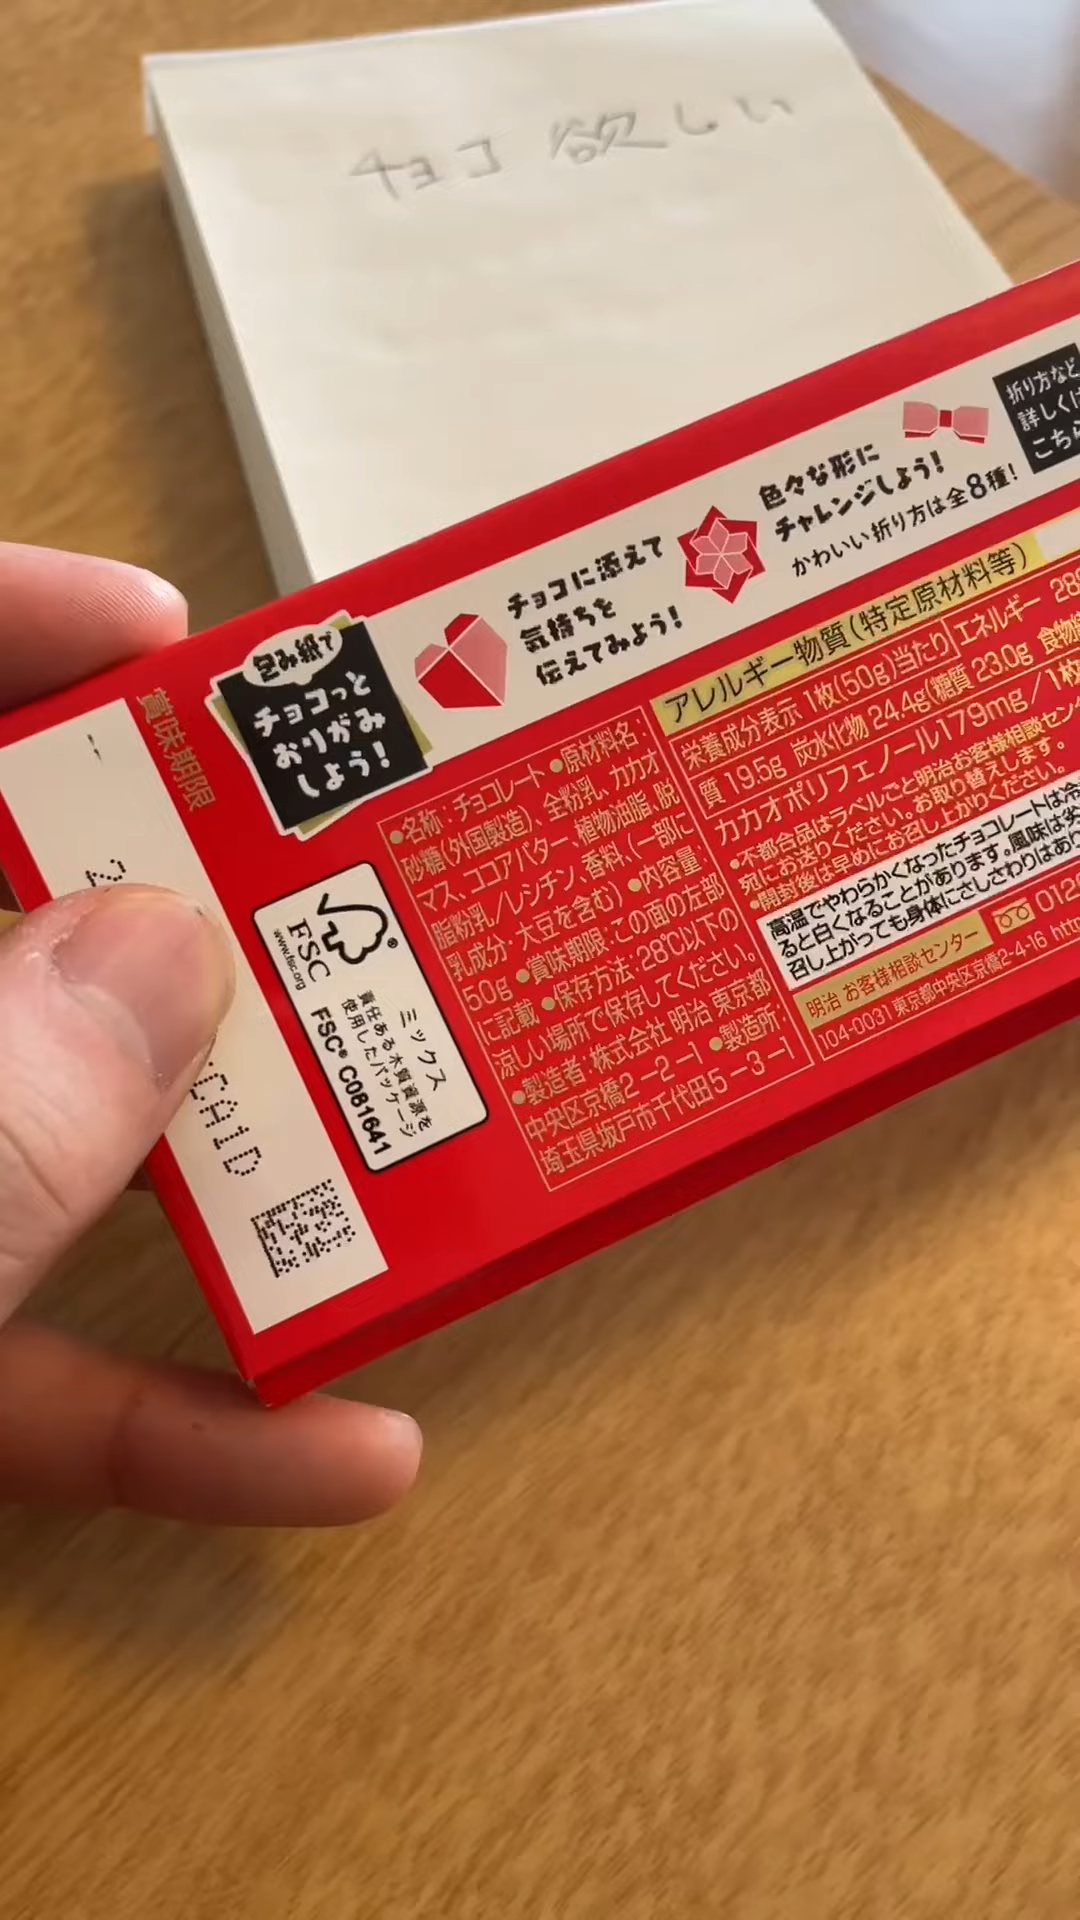 チョコ 欲しい
包み紙で
チョコっと
おりがみ
しよう!
チョコに添えて
気持ちを
伝えてみよう!
色々な形に
チャレンジしよう!
かわいい折り方は全8種!
折り方など
詳しくは
こちら
賞味期限
2
CA1D
FSC
www.fsc.org
ミックス
責任ある木質資源を
使用したパッケージ
FSC® C081641
●名称:チョコレート ●原材料名:
砂糖(外国製造)、全粉乳、カカオ
マス、ココアバター、植物油脂、脱
脂粉乳/レシチン、香料、(一部に
乳成分・大豆を含む) ●内容量:
50g ●賞味期限:この面の左部
に記載 ●保存方法:28℃以下の
涼しい場所で保存してください。
●製造者:株式会社 明治 東京都
中央区京橋2-2-1 ●製造所:
埼玉県坂戸市千代田5-3-1
アレルギー物質(特定原材料等)
栄養成分表示 1枚(50g)当たり エネルギー 28
質 19.5g 炭水化物 24.4g(糖質 23.0g 食物
カカオポリフェノール179mg/1枚
●不都合品はラベルごと明治お客様相談セン
宛にお送りください。お取り替えします。
●開封後は早めにお召し上がりください。
高温でやわらかくなったチョコレートは冷
ると白くなることがあります。風味は劣
召し上がっても身体にさしさわりはあり
明治 お客様相談センター 012
104-0031 東京都中央区京橋2-4-16 htt